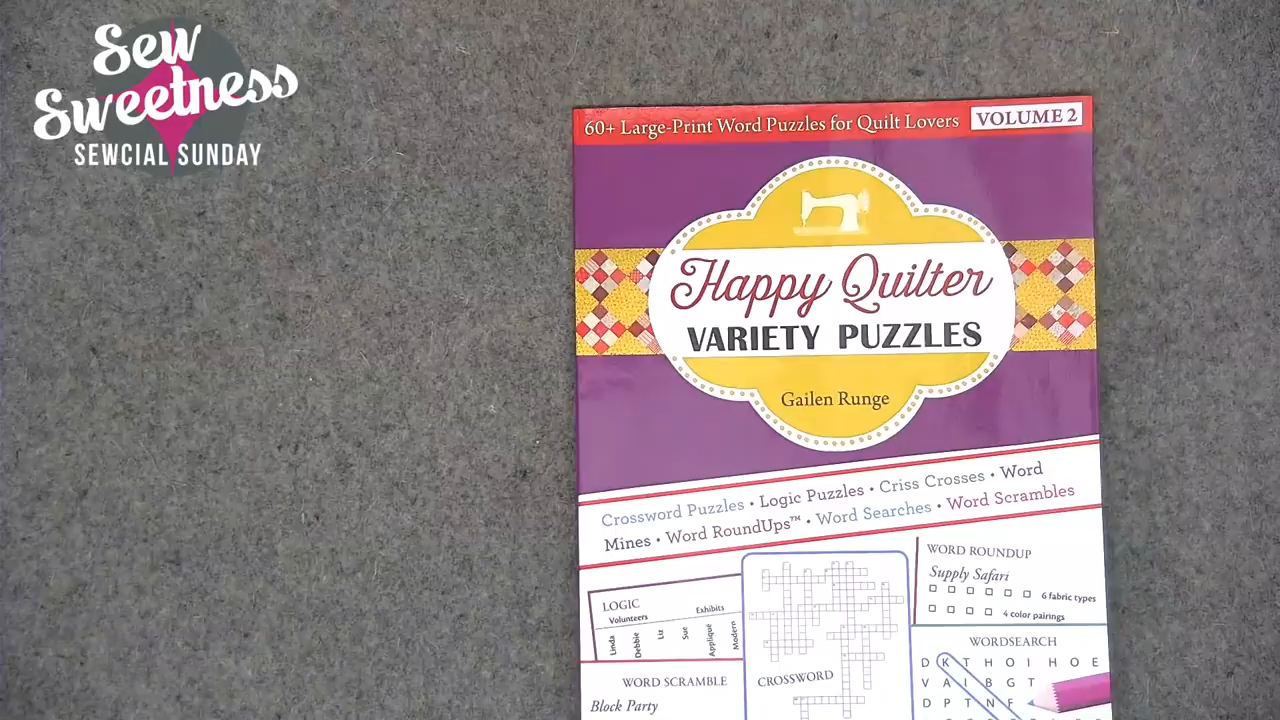 Sew
Sweetness
SEWCIAL SUNDAY
60+ Large-Print Word Puzzles for Quilt Lovers
VOLUME 2
Happy Quilter
VARIETY PUZZLES
Gailen Runge
Crossword Puzzles • Logic Puzzles • Criss Crosses • Word
Mines • Word RoundUps™ • Word Searches • Word Scrambles
LOGIC
Volunteers
Exhibits
Linda
Debbie
Liz
Sue
Appliqué
Modern
WORD SCRAMBLE
Block Party
CROSSWORD
WORD ROUNDUP
Supply Safari
6 fabric types
4 color pairings
WORDSEARCH
D K T H O I H O E
V A I B G T
D P T N F